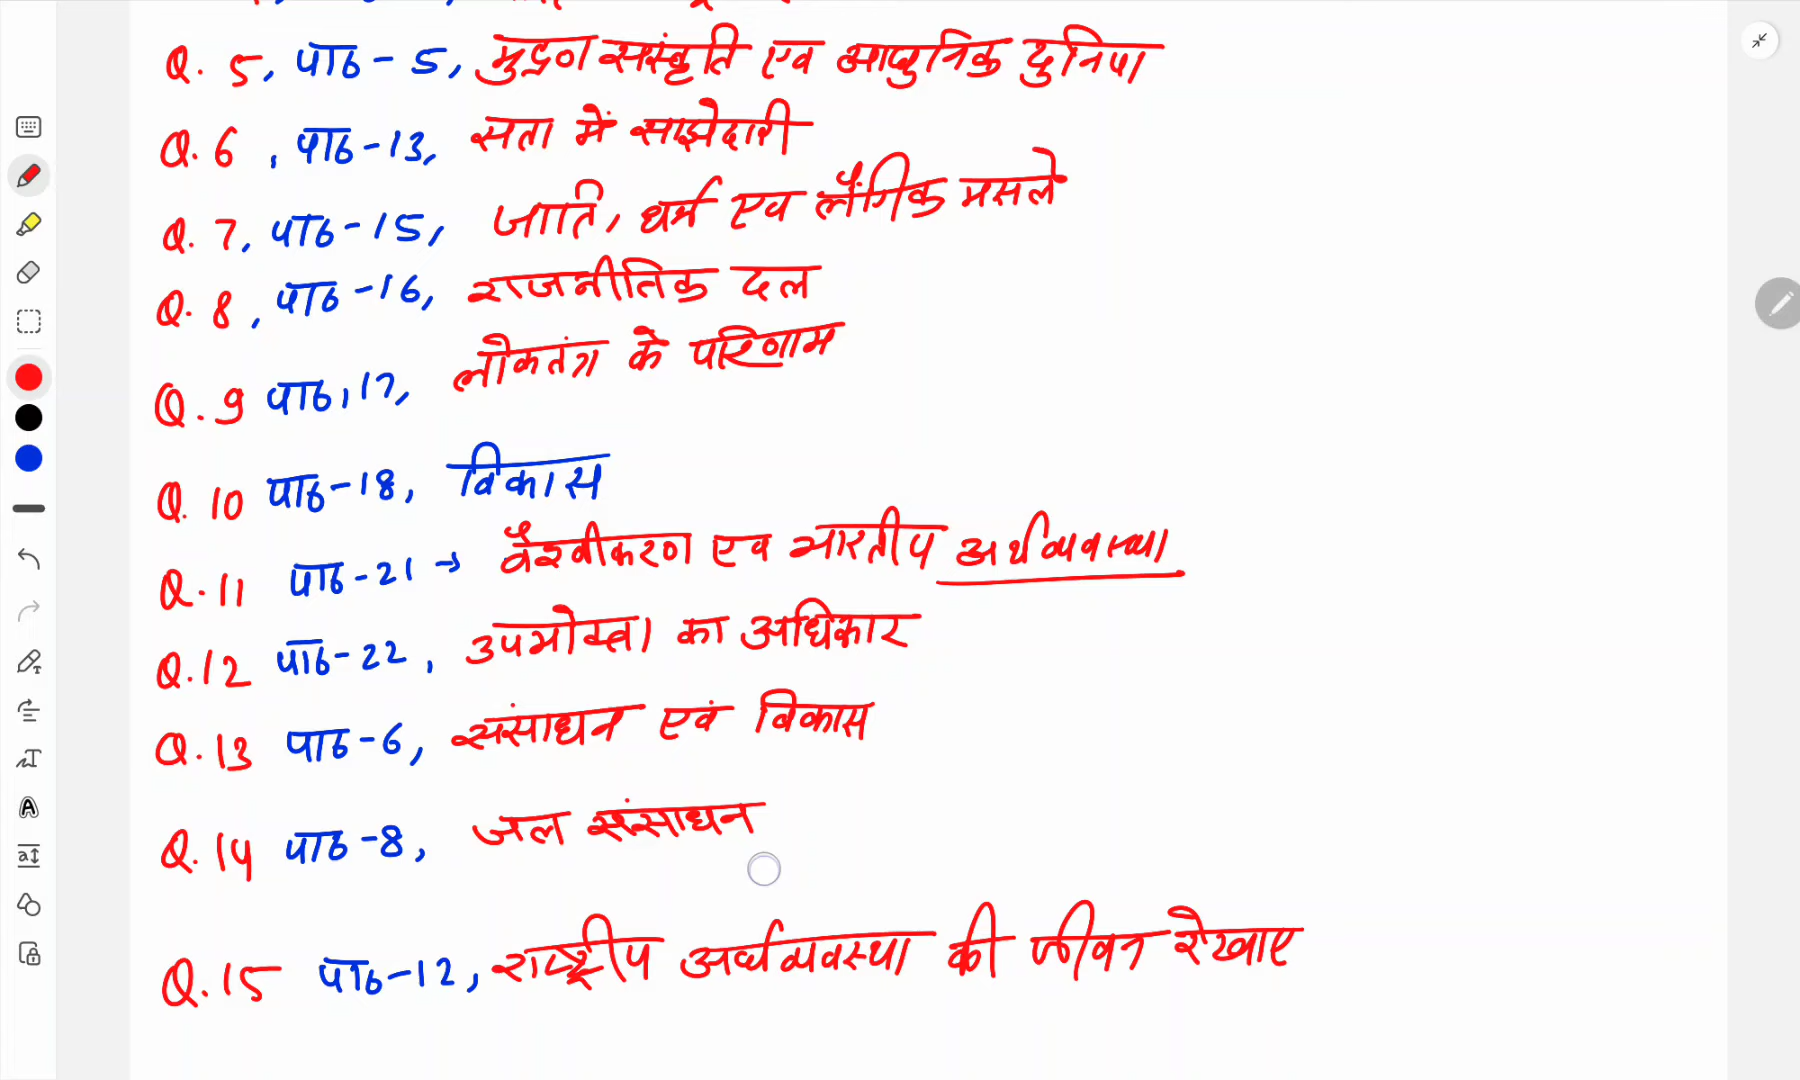 Q. 5, पाठ - 5, मुद्रण संस्कृति एव आधुनिक दुनिया
Q. 6 , पाठ -13, सता में साझेदारी
Q. 7, पाठ -15, जाति, धर्म एव लैंगिक मसले
Q. 8, पाठ -16, राजनीतिक दल
Q. 9 पाठ, 17, लोकतंत्र के परिणाम
Q. 10 पाठ -18, विकास
Q. 11 पाठ -21 → वैश्वीकरण एव भारतीय अर्थव्यवस्था
Q. 12 पाठ -22, उपभोक्ता का अधिकार
Q. 13 पाठ -6, संसाधन एवं विकास
Q. 14 पाठ -8, जल संसाधन
Q. 15 पाठ -12, राष्ट्रीय अर्थव्यवस्था की जीवन रेखाए